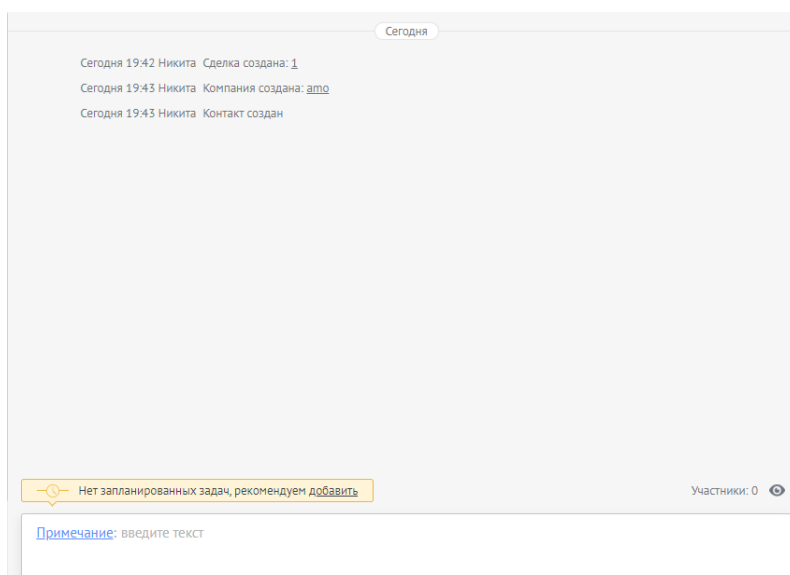 Сегодня
Сегодня 19:42 Никита Сделка создана: 1
Сегодня 19:43 Никита Компания создана: amo
Сегодня 19:43 Никита Контакт создан
Нет запланированных задач, рекомендуем добавить
Участники: 0
Примечание: введите текст